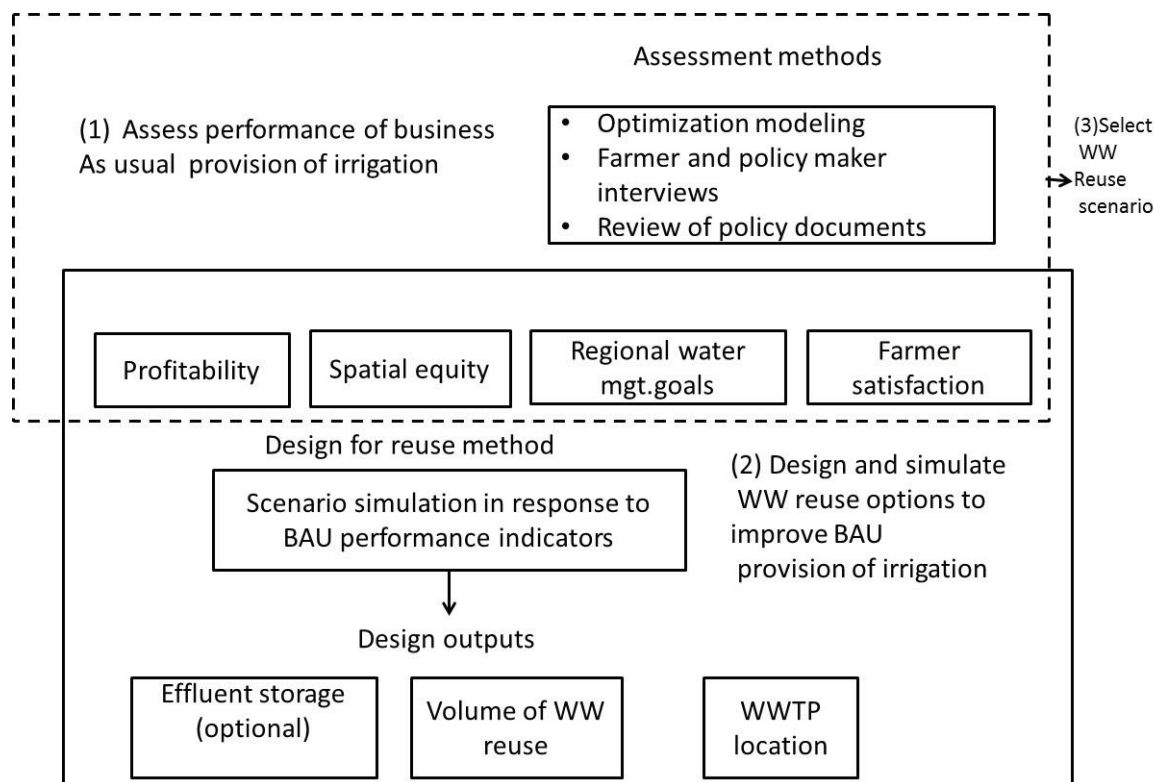 Assessment methods
(1) Assess performance of business
As usual provision of irrigation
• Optimization modeling
• Farmer and policy maker
interviews
• Review of policy documents
(3)Select
WW
Reuse
scenario
Profitability
Spatial equity
Regional water
mgt.goals
Farmer
satisfaction
Design for reuse method
Scenario simulation in response to
BAU performance indicators
(2) Design and simulate
WW reuse options to
improve BAU
provision of irrigation
Design outputs
Effluent storage
(optional)
Volume of WW
reuse
WWTP
location